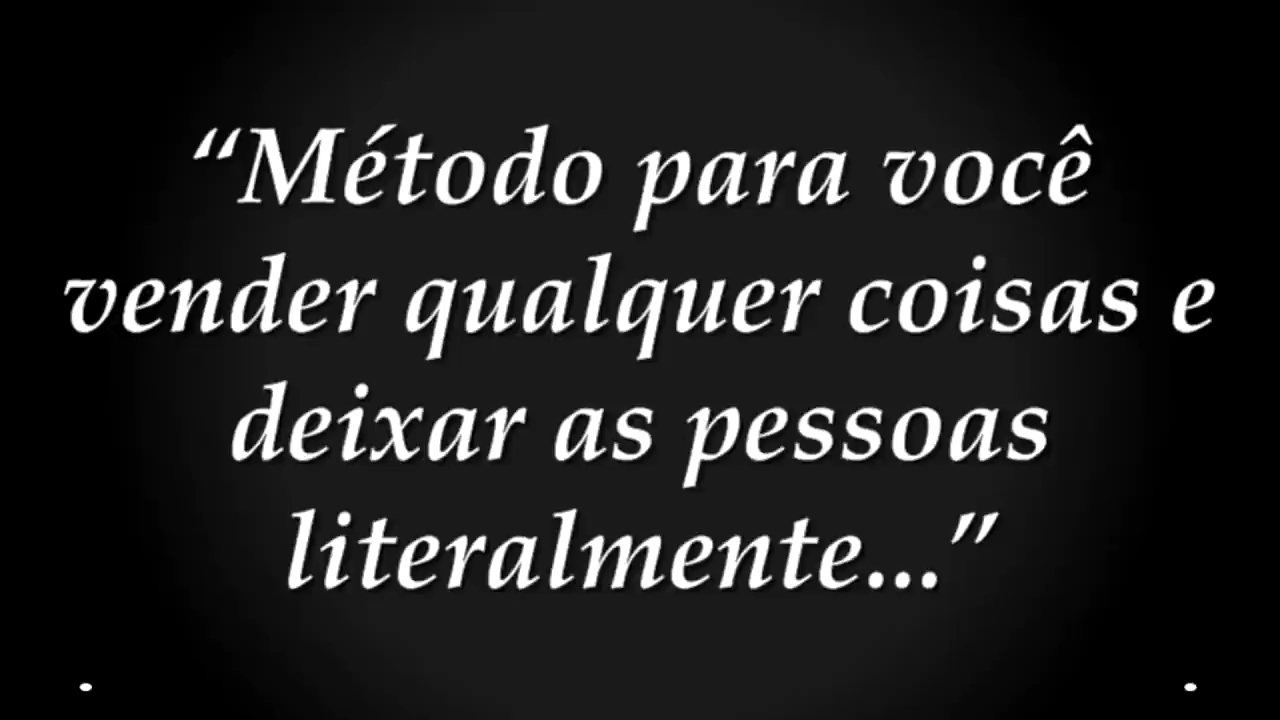 “Método para você
vender qualquer coisas e
deixar as pessoas
literalmente...”